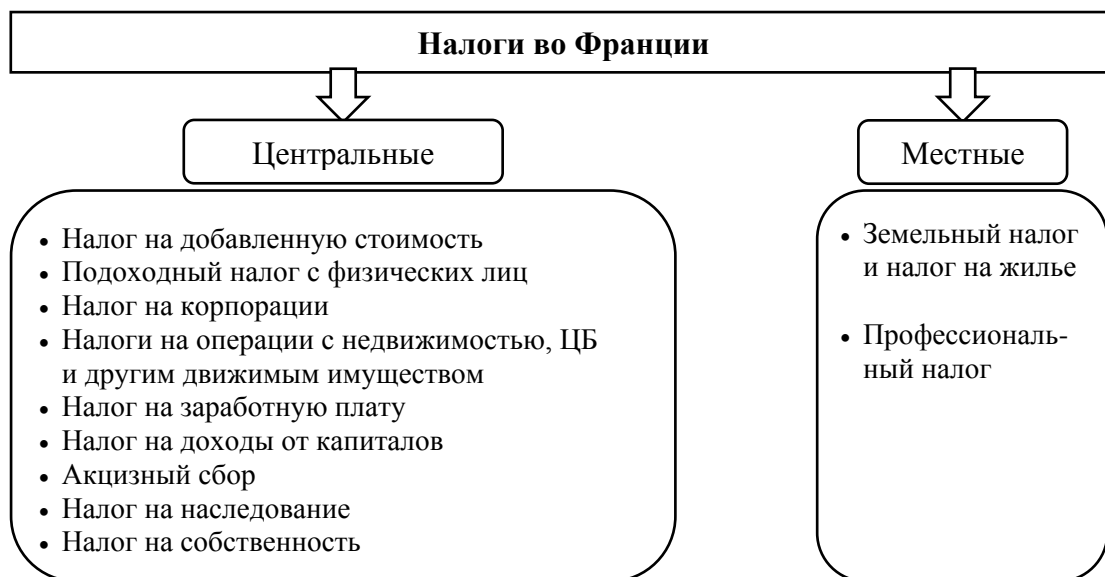 Налоги во Франции
Центральные
• Налог на добавленную стоимость
• Подоходный налог с физических лиц
• Налог на корпорации
• Налоги на операции с недвижимостью, ЦБ
и другим движимым имуществом
• Налог на заработную плату
• Налог на доходы от капиталов
• Акцизный сбор
• Налог на наследование
• Налог на собственность
Местные
• Земельный налог
и налог на жилье
• Профессиональ-
ный налог